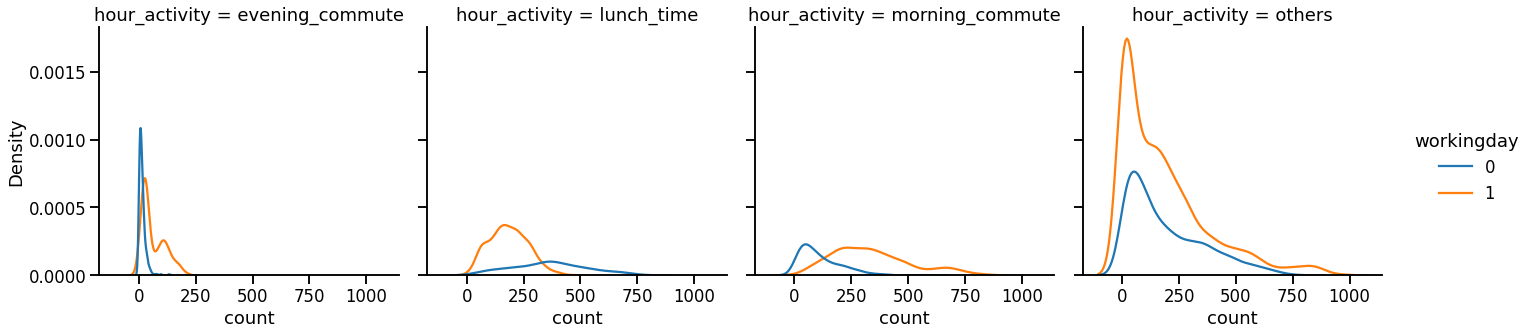 hour_activity = evening_commute
hour_activity = lunch_time
hour_activity = morning_commute
hour_activity = others
Density
0.0015
0.0010
0.0005
0.0000
0 250 500 750 1000
0 250 500 750 1000
0 250 500 750 1000
0 250 500 750 1000
count
count
count
count
workingday
0
1